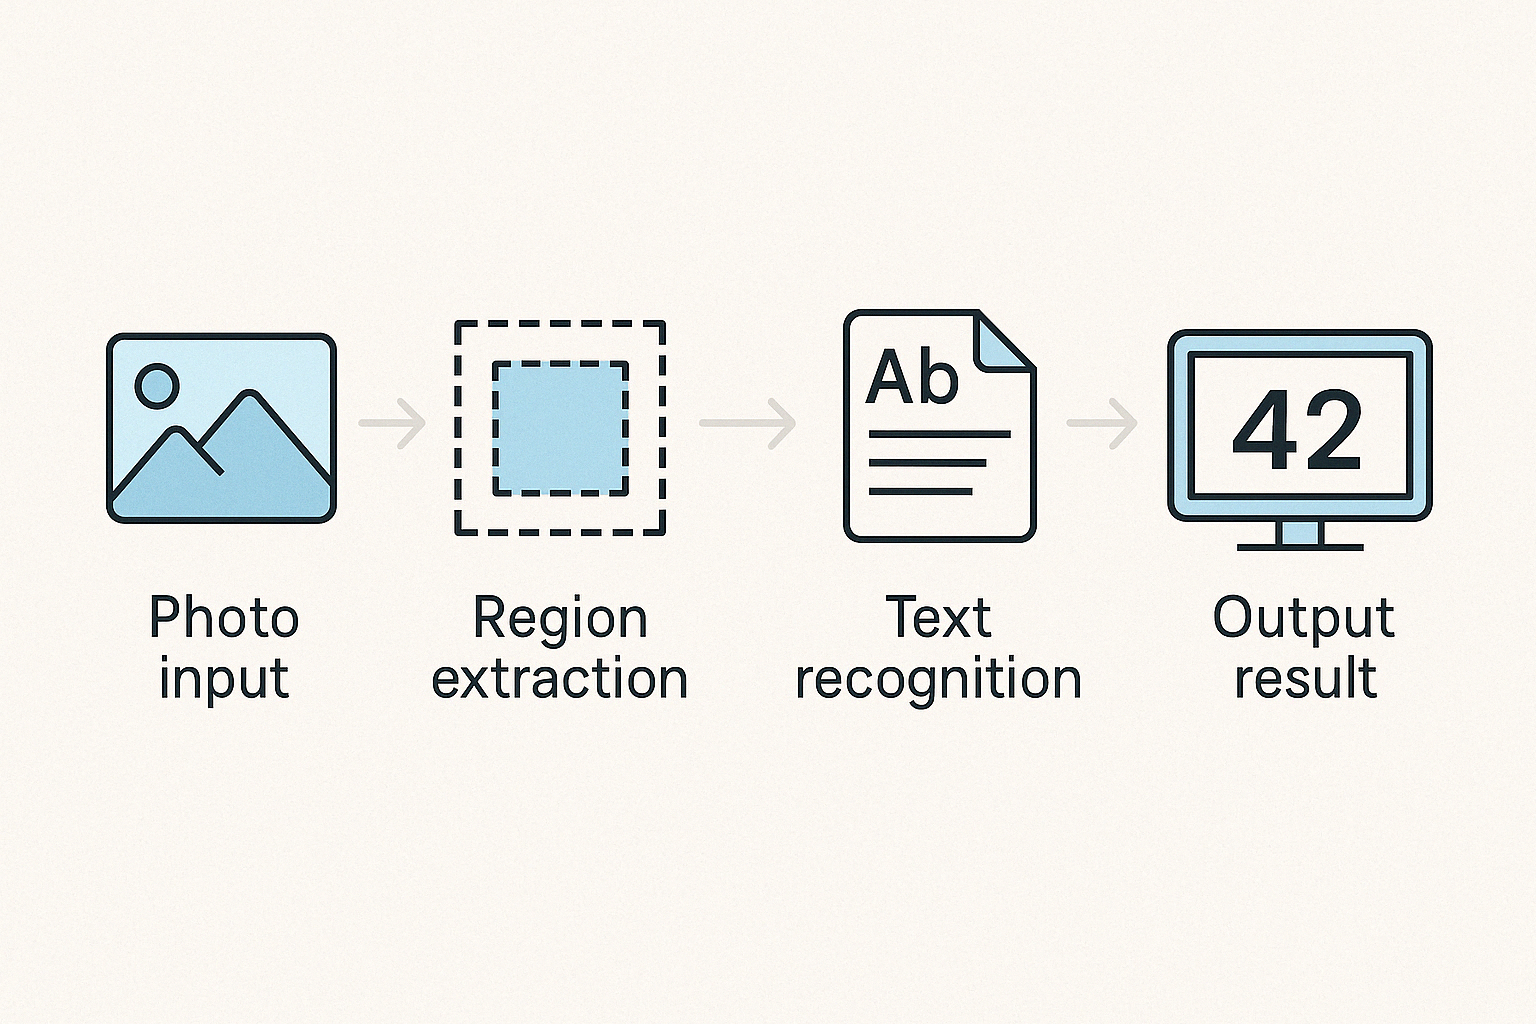 Ab
42
Photo
input
Region
extraction
Text
recognition
Output
result